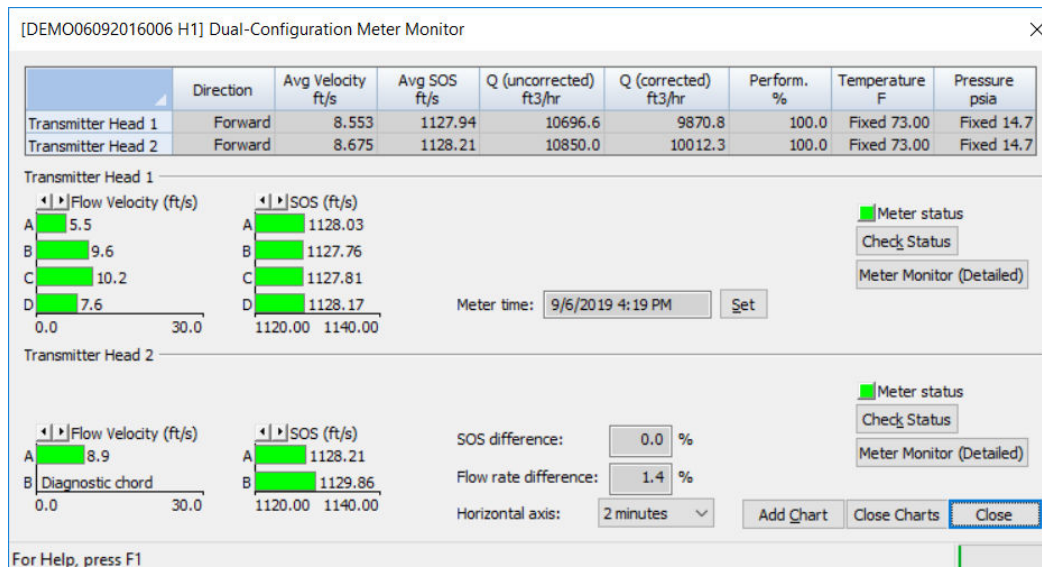 [DEMO06092016006 H1] Dual-Configuration Meter Monitor
Direction Avg Velocity ft/s Avg SOS ft/s Q (uncorrected) ft3/hr Q (corrected) ft3/hr Perform. % Temperature F Pressure psia
Transmitter Head 1 Forward 8.553 1127.94 10696.6 9870.8 100.0 Fixed 73.00 Fixed 14.7
Transmitter Head 2 Forward 8.675 1128.21 10850.0 10012.3 100.0 Fixed 73.00 Fixed 14.7
Transmitter Head 1
Flow Velocity (ft/s) SOS (ft/s)
A 5.5 A 1128.03 Meter status
B 9.6 B 1127.76 Check Status
C 10.2 C 1127.81 Meter Monitor (Detailed)
D 7.6 D 1128.17 Meter time: 9/6/2019 4:19 PM Set
0.0 30.0 1120.00 1140.00
Transmitter Head 2
Meter status
Check Status
Flow Velocity (ft/s) SOS (ft/s) SOS difference: 0.0 %
A 8.9 A 1128.21 Meter Monitor (Detailed)
B Diagnostic chord B 1129.86 Flow rate difference: 1.4 %
0.0 30.0 1120.00 1140.00
Horizontal axis: 2 minutes Add Chart Close Charts Close
For Help, press F1